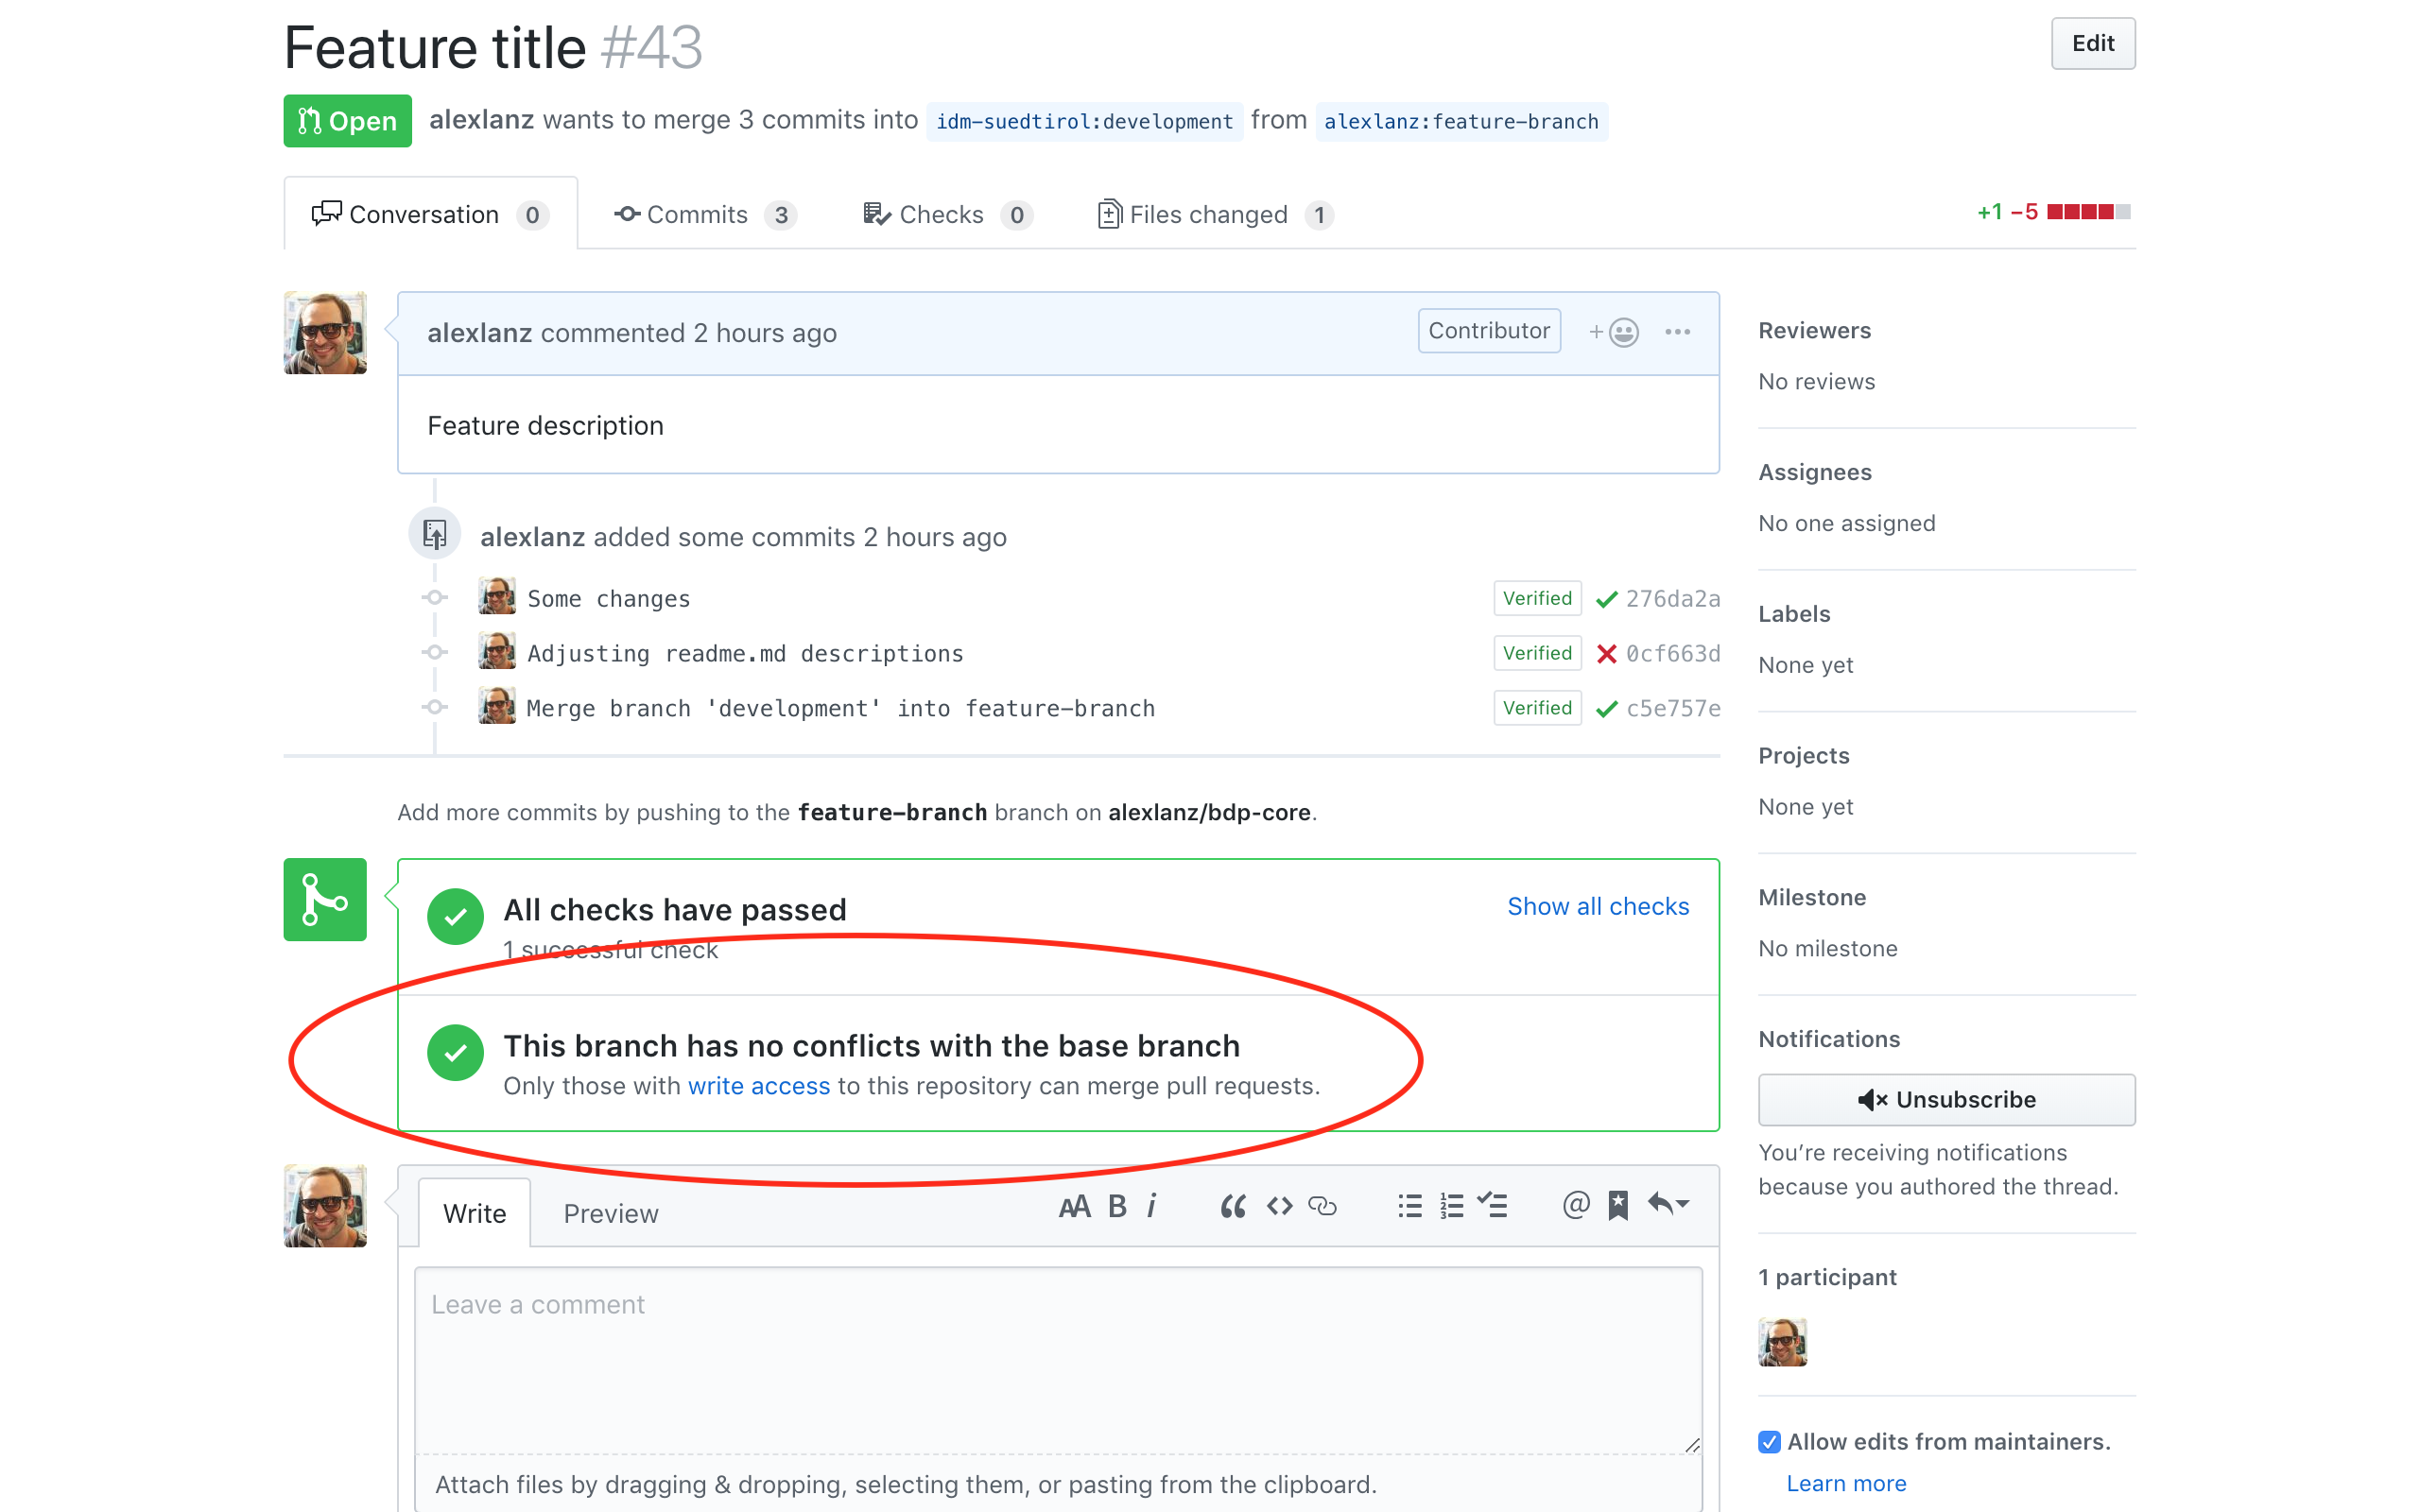 Feature title #43
Edit
Open alexlanz wants to merge 3 commits into idm-suedtirol:development from alexlanz:feature-branch
Conversation 0 Commits 3 Checks 0 Files changed 1 +1 −5
alexlanz commented 2 hours ago Contributor
Feature description
alexlanz added some commits 2 hours ago
Some changes Verified 276da2a
Adjusting readme.md descriptions Verified 0cf663d
Merge branch 'development' into feature-branch Verified c5e757e
Add more commits by pushing to the feature-branch branch on alexlanz/bdp-core.
All checks have passed
Show all checks
1 successful check
This branch has no conflicts with the base branch
Only those with write access to this repository can merge pull requests.
Write Preview
Leave a comment
Attach files by dragging & dropping, selecting them, or pasting from the clipboard.
Reviewers
No reviews
Assignees
No one assigned
Labels
None yet
Projects
None yet
Milestone
No milestone
Notifications
Unsubscribe
You’re receiving notifications
because you authored the thread.
1 participant
Allow edits from maintainers.
Learn more